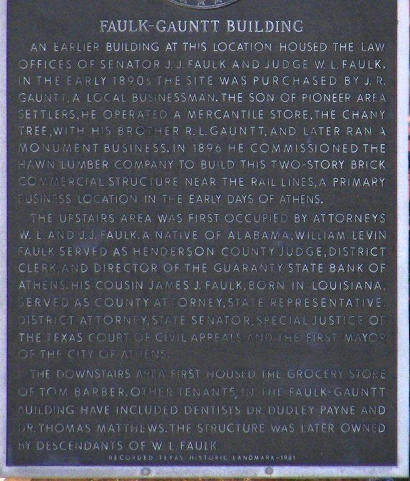 FAULK-GAUNTT BUILDING
AN EARLIER BUILDING AT THIS LOCATION HOUSED THE LAW
OFFICES OF SENATOR J.J. FAULK AND JUDGE W.L. FAULK.
IN THE EARLY 1890s THE SITE WAS PURCHASED BY J.R.
GAUNTT, A LOCAL BUSINESSMAN. THE SON OF PIONEER AREA
SETTLERS, HE OPERATED A MERCANTILE STORE, THE CHANY
TREE, WITH HIS BROTHER R.L. GAUNTT, AND LATER RAN A
MONUMENT BUSINESS. IN 1896 HE COMMISSIONED THE
HAWN LUMBER COMPANY TO BUILD THIS TWO-STORY BRICK
COMMERCIAL STRUCTURE NEAR THE RAIL LINES, A PRIMARY
BUSINESS LOCATION IN THE EARLY DAYS OF ATHENS.
THE UPSTAIRS AREA WAS FIRST OCCUPIED BY ATTORNEYS
W.L. AND J.J. FAULK. A NATIVE OF ALABAMA, WILLIAM LEVIN
FAULK SERVED AS HENDERSON COUNTY JUDGE, DISTRICT
CLERK, AND DIRECTOR OF THE GUARANTY STATE BANK OF
ATHENS. HIS COUSIN JAMES J. FAULK, BORN IN LOUISIANA,
SERVED AS COUNTY ATTORNEY, STATE REPRESENTATIVE,
DISTRICT ATTORNEY, STATE SENATOR, SPECIAL JUSTICE OF
THE TEXAS COURT OF CIVIL APPEALS AND THE FIRST MAYOR
OF THE CITY OF ATHENS.
THE DOWNSTAIRS AREA FIRST HOUSED THE GROCERY STORE
OF TOM BARBER. OTHER TENANTS, IN THE FAULK-GAUNTT
BUILDING HAVE INCLUDED DENTISTS DR. DUDLEY PAYNE AND
DR. THOMAS MATTHEWS. THE STRUCTURE WAS LATER OWNED
BY DESCENDANTS OF W.L. FAULK.
RECORDED TEXAS HISTORIC LANDMARK-1981